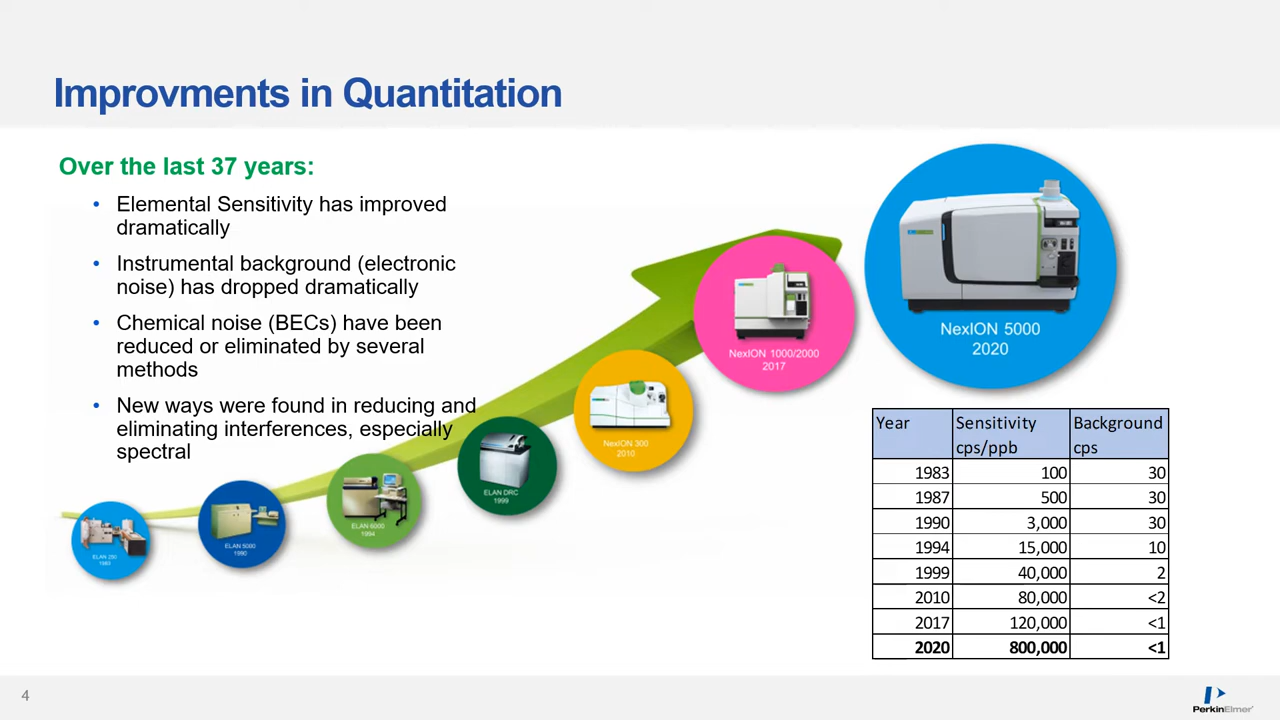 Improvments in Quantitation
Over the last 37 years:
• Elemental Sensitivity has improved
dramatically
• Instrumental background (electronic
noise) has dropped dramatically
• Chemical noise (BECs) have been
reduced or eliminated by several
methods
• New ways were found in reducing and
eliminating interferences, especially
spectral
ELAN 250
1983
ELAN 5000
1990
ELAN 6000
1994
ELAN DRC
1999
NexION 300
2010
NexION 1000/2000
2017
NexION 5000
2020
Year Sensitivity cps/ppb Background cps
1983 100 30
1987 500 30
1990 3,000 30
1994 15,000 10
1999 40,000 2
2010 80,000 <2
2017 120,000 <1
2020 800,000 <1
4
PerkinElmer